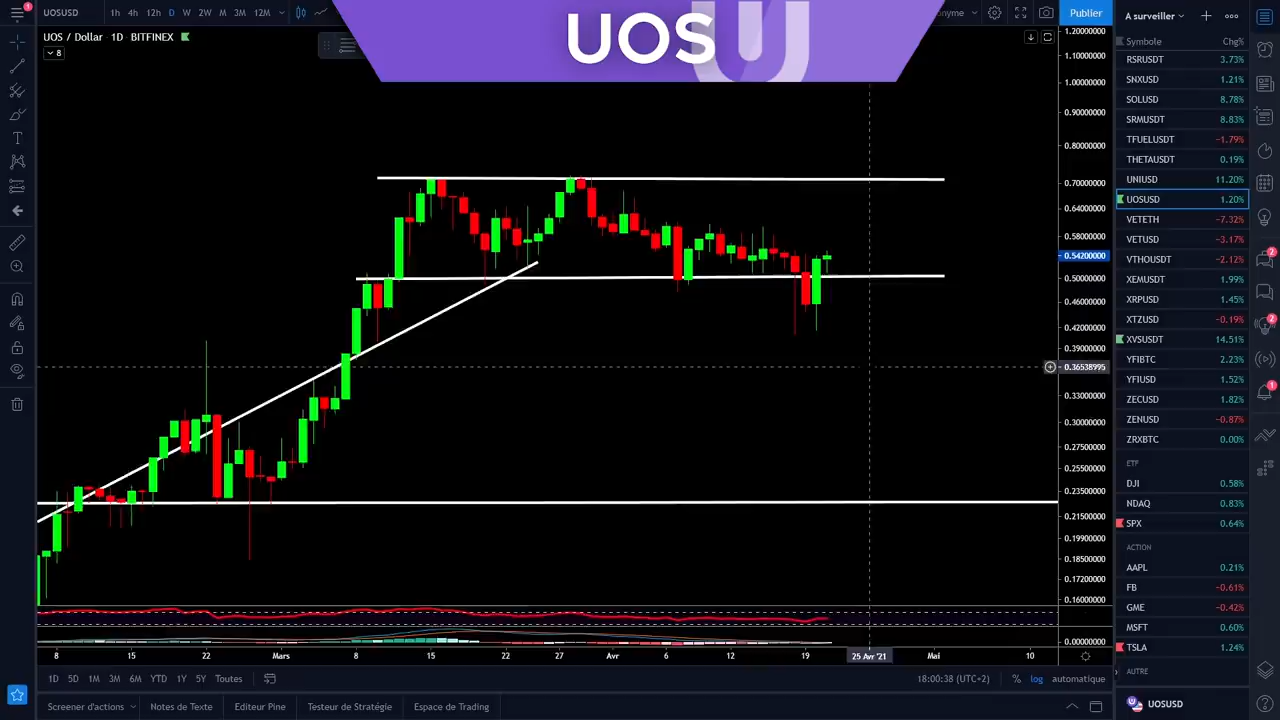 UOSUSD 1h 4h 12h D W 2W M 3M 12M
Publier
A surveiller
UOS
UOS / Dollar · 1D · BITFINEX
8
1.20000000
1.10000000
1.00000000
0.90000000
0.80000000
0.70000000
0.64000000
0.58000000
0.54200000
0.50000000
0.46000000
0.42000000
0.39000000
0.36538995
0.33000000
0.30000000
0.27500000
0.25500000
0.23500000
0.21500000
0.19900000
0.18500000
0.17200000
0.16000000
0.00000000
8 15 22 Mars 8 15 22 27 Avr 6 12 19 25 Avr '21 Mai 10
1D 5D 1M 3M 6M YTD 1Y 5Y Toutes
18:00:38 (UTC+2) % log automatique
Screener d'actions Notes de Texte Editeur Pine Testeur de Stratégie Espace de Trading
Symbole Chg%
RSRUSDT 3.73%
SNXUSD 1.21%
SOLUSD 8.78%
SRMUSDT 8.83%
TFUELUSDT −1.79%
THETAUSDT 0.19%
UNIUSD 11.20%
UOSUSD 1.20%
VETETH −7.32%
VETUSD −3.17%
VTHOUSDT −2.12%
XEMUSDT 1.99%
XRPUSD 1.45%
XTZUSD −0.19%
XVSUSDT 14.51%
YFIBTC 2.23%
YFIUSD 1.52%
ZECUSD 1.82%
ZENUSD −0.87%
ZRXBTC 0.00%
ETF
DJI 0.58%
NDAQ 0.83%
SPX 0.64%
ACTION
AAPL 0.21%
FB −0.61%
GME −0.42%
MSFT 0.60%
TSLA 1.24%
AUTRE
UOSUSD